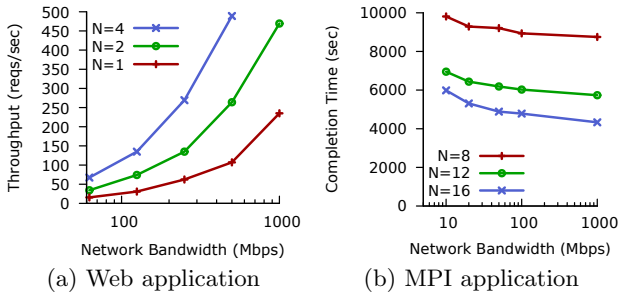 Throughput (reqs/sec)
500
450
400
350
300
250
200
150
100
50
0
N=4
N=2
N=1
100
1000
Network Bandwidth (Mbps)
(a) Web application
Completion Time (sec)
10000
8000
6000
4000
2000
0
N=8
N=12
N=16
10
100
1000
Network Bandwidth (Mbps)
(b) MPI application